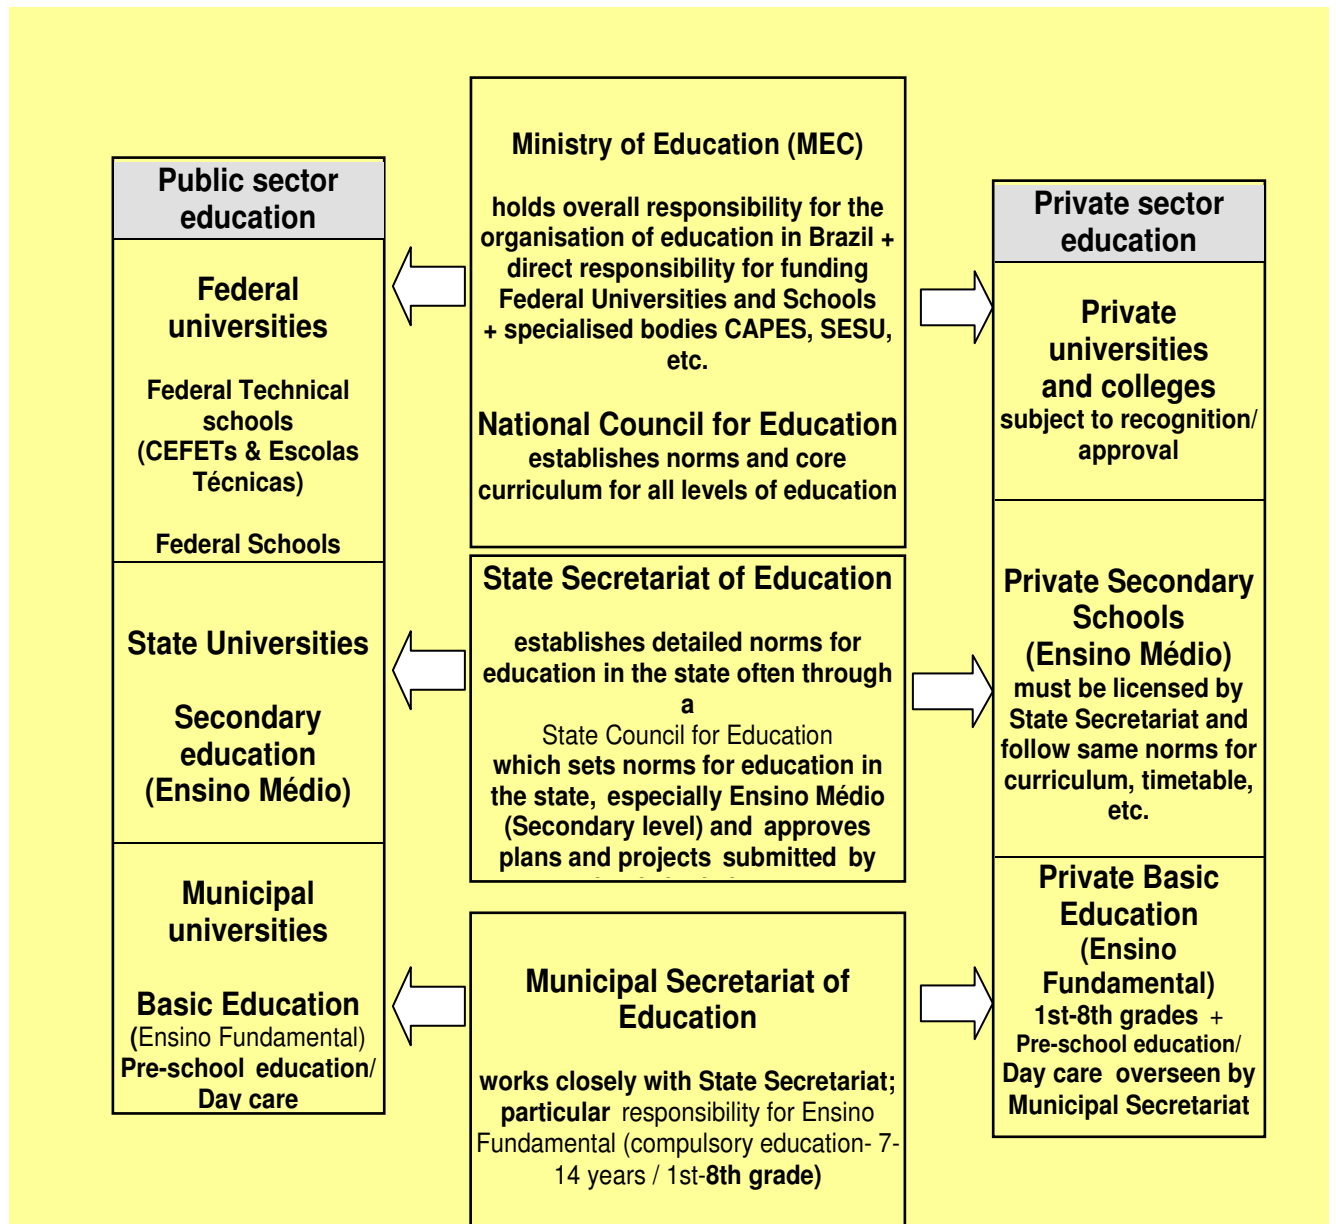 Public sector
education
Federal
universities
Federal Technical
schools
(CEFETs & Escolas
Técnicas)
Federal Schools
State Universities
Secondary
education
(Ensino Médio)
Municipal
universities
Basic Education
(Ensino Fundamental)
Pre-school education/
Day care
Ministry of Education (MEC)
holds overall responsibility for the
organisation of education in Brazil +
direct responsibility for funding
Federal Universities and Schools
+ specialised bodies CAPES, SESU,
etc.
National Council for Education
establishes norms and core
curriculum for all levels of education
State Secretariat of Education
establishes detailed norms for
education in the state often through
a
State Council for Education
which sets norms for education in
the state, especially Ensino Médio
(Secondary level) and approves
plans and projects submitted by
Municipal Secretariat of
Education
works closely with State Secretariat;
particular responsibility for Ensino
Fundamental (compulsory education- 7-
14 years / 1st-8th grade)
Private sector
education
Private
universities
and colleges
subject to recognition/
approval
Private Secondary
Schools
(Ensino Médio)
must be licensed by
State Secretariat and
follow same norms for
curriculum, timetable,
etc.
Private Basic
Education
(Ensino
Fundamental)
1st-8th grades +
Pre-school education/
Day care overseen by
Municipal Secretariat